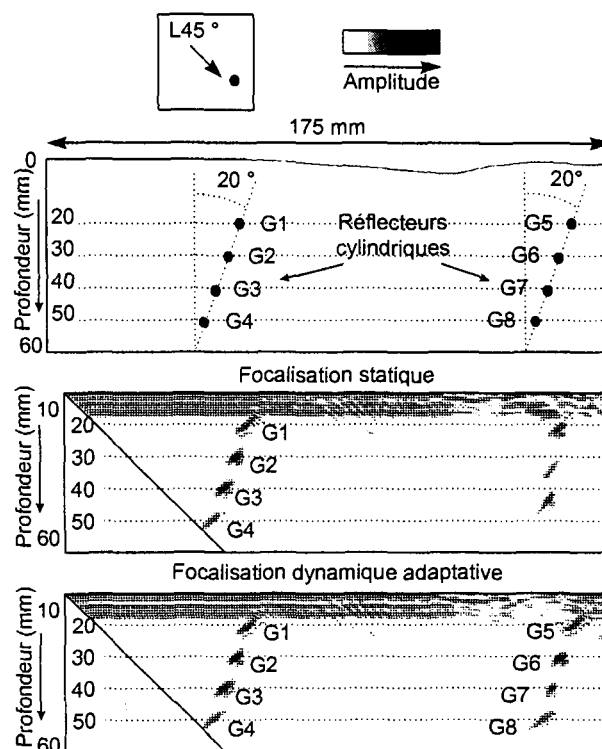 L45 °
Amplitude
175 mm
Profondeur (mm)
0
20
30
40
50
60
20 °
20 °
G1
G2
G3
G4
Réflecteurs
cylindriques
G5
G6
G7
G8
Focalisation statique
Profondeur (mm)
10
20
30
40
50
60
G1
G2
G3
G4
Focalisation dynamique adaptative
Profondeur (mm)
10
20
30
40
50
60
G1
G2
G3
G4
G5
G6
G7
G8